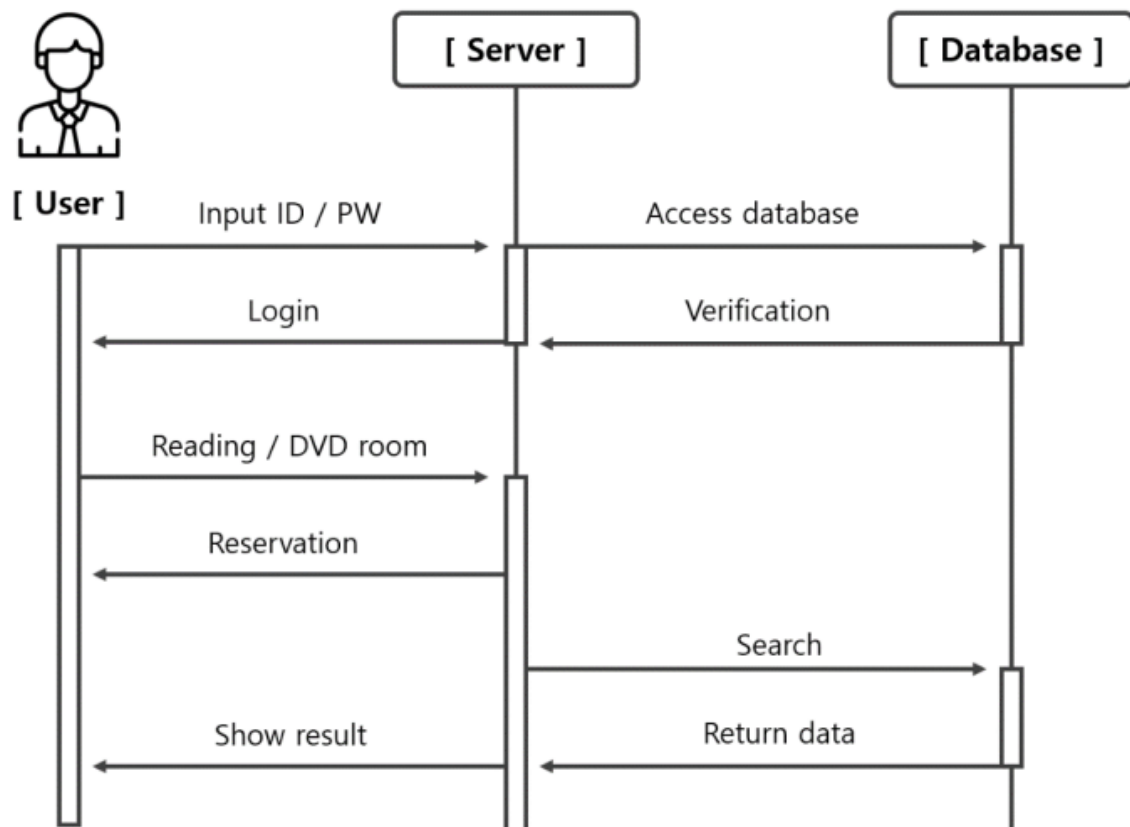 [ Server ]
[ Database ]
[ User ]
Input ID / PW
Access database
Login
Verification
Reading / DVD room
Reservation
Search
Show result
Return data